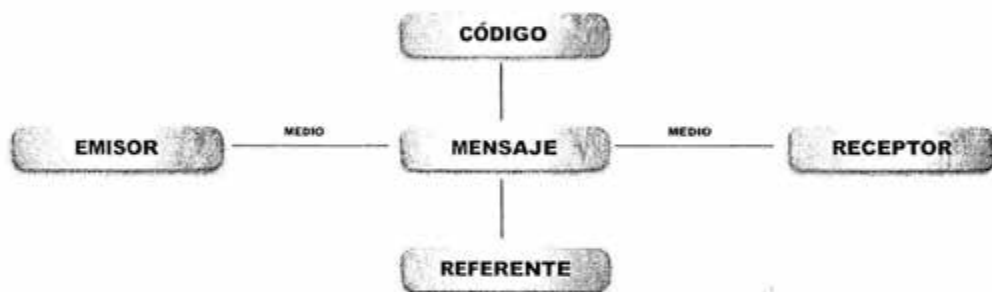 CÓDIGO
EMISOR MEDIO MENSAJE MEDIO RECEPTOR
REFERENTE